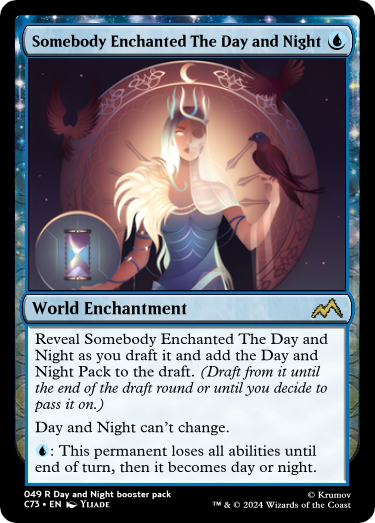 Somebody Enchanted The Day and Night
World Enchantment
Reveal Somebody Enchanted The Day and
Night as you draft it and add the Day and
Night Pack to the draft. (Draft from it until
the end of the draft round or until you decide to
pass it on.)
Day and Night can't change.
: This permanent loses all abilities until
end of turn, then it becomes day or night.
049 R Day and Night booster pack
C73 • EN Yliade
© Krumov
™ & © 2024 Wizards of the Coast